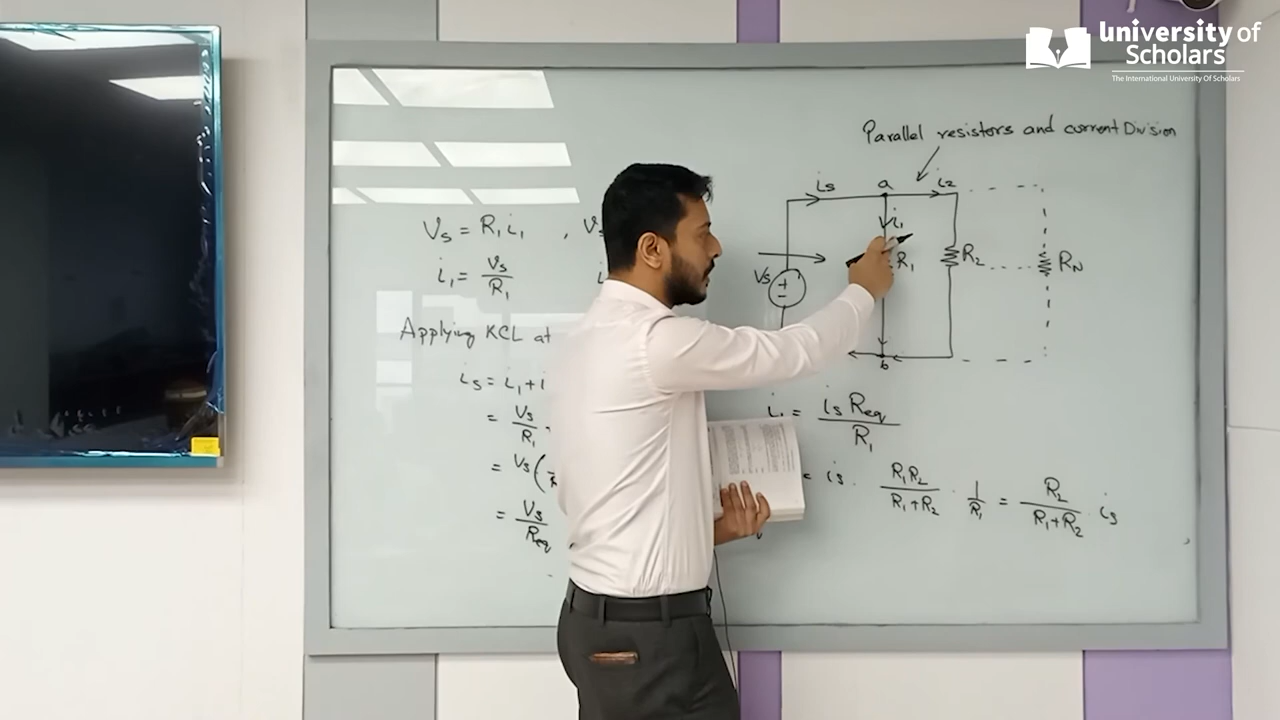 University of
Scholars
The International University Of Scholars
Parallel resistors and current Division
is a i2
i1
Vs + - R1 R2 RN
b
Vs = R1 i1 , Vs
i1 = Vs / R1
Applying KCL at
is = i1 + i
= Vs / R1 +
= Vs (
= Vs / Req
i1 = is Req / R1
= is . R1R2 / R1+R2 . 1 / R1 = R2 / R1+R2 . is